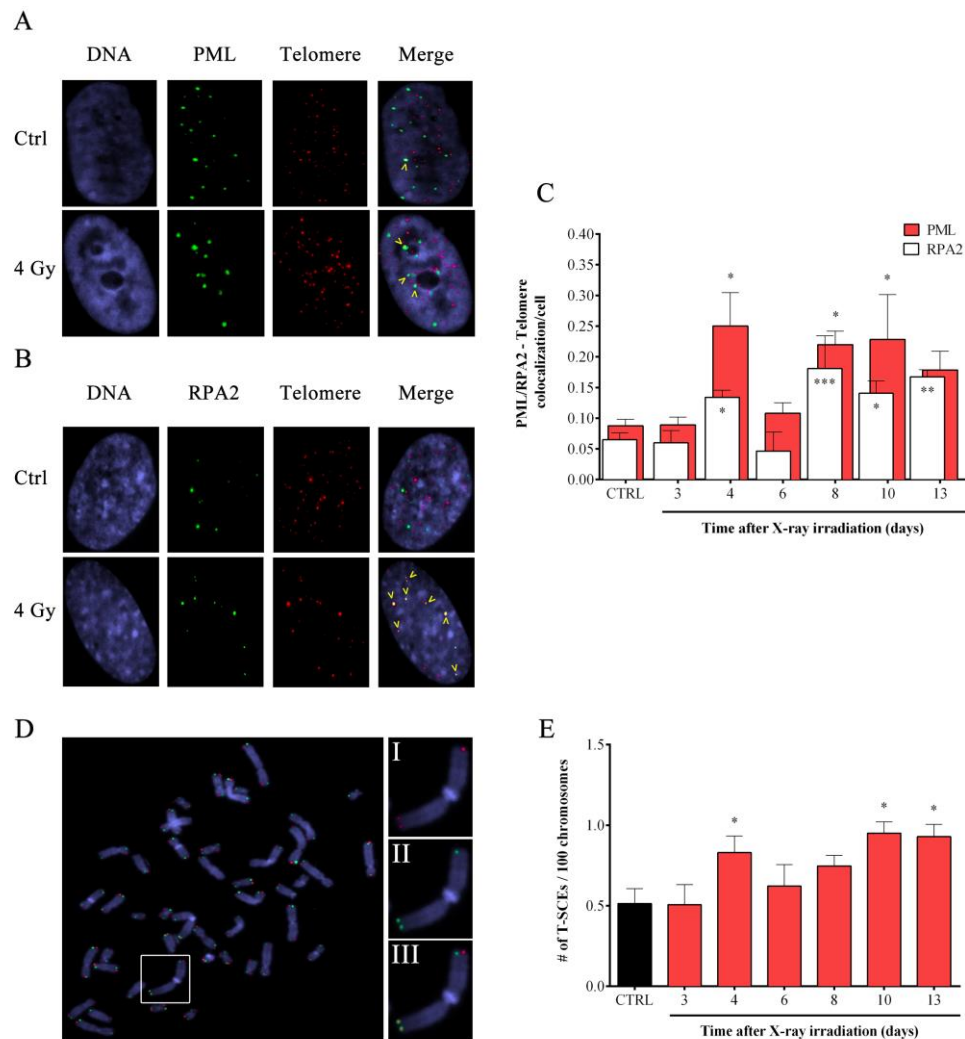 A
DNA PML Telomere Merge
Ctrl
4 Gy
B
DNA RPA2 Telomere Merge
Ctrl
4 Gy
C
PML
RPA2
PML/RPA2 - Telomere
colocalization/cell
0.40
0.35
0.30
0.25
0.20
0.15
0.10
0.05
0.00
* * * * *** * **
CTRL 3 4 6 8 10 13
Time after X-ray irradiation (days)
D
I
II
III
E
# of T-SCEs / 100 chromosomes
1.5
1.0
0.5
0.0
* * *
CTRL 3 4 6 8 10 13
Time after X-ray irradiation (days)